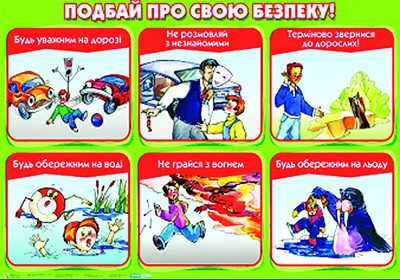 ПОДБАЙ ПРО СВОЮ БЕЗПЕКУ!
Будь уважним на дорозі
Не розмовляй
з незнайомими
Терміново звернися
до дорослих!
Будь обережним на воді
Не грайся з вогнем
Будь обережним на льоду